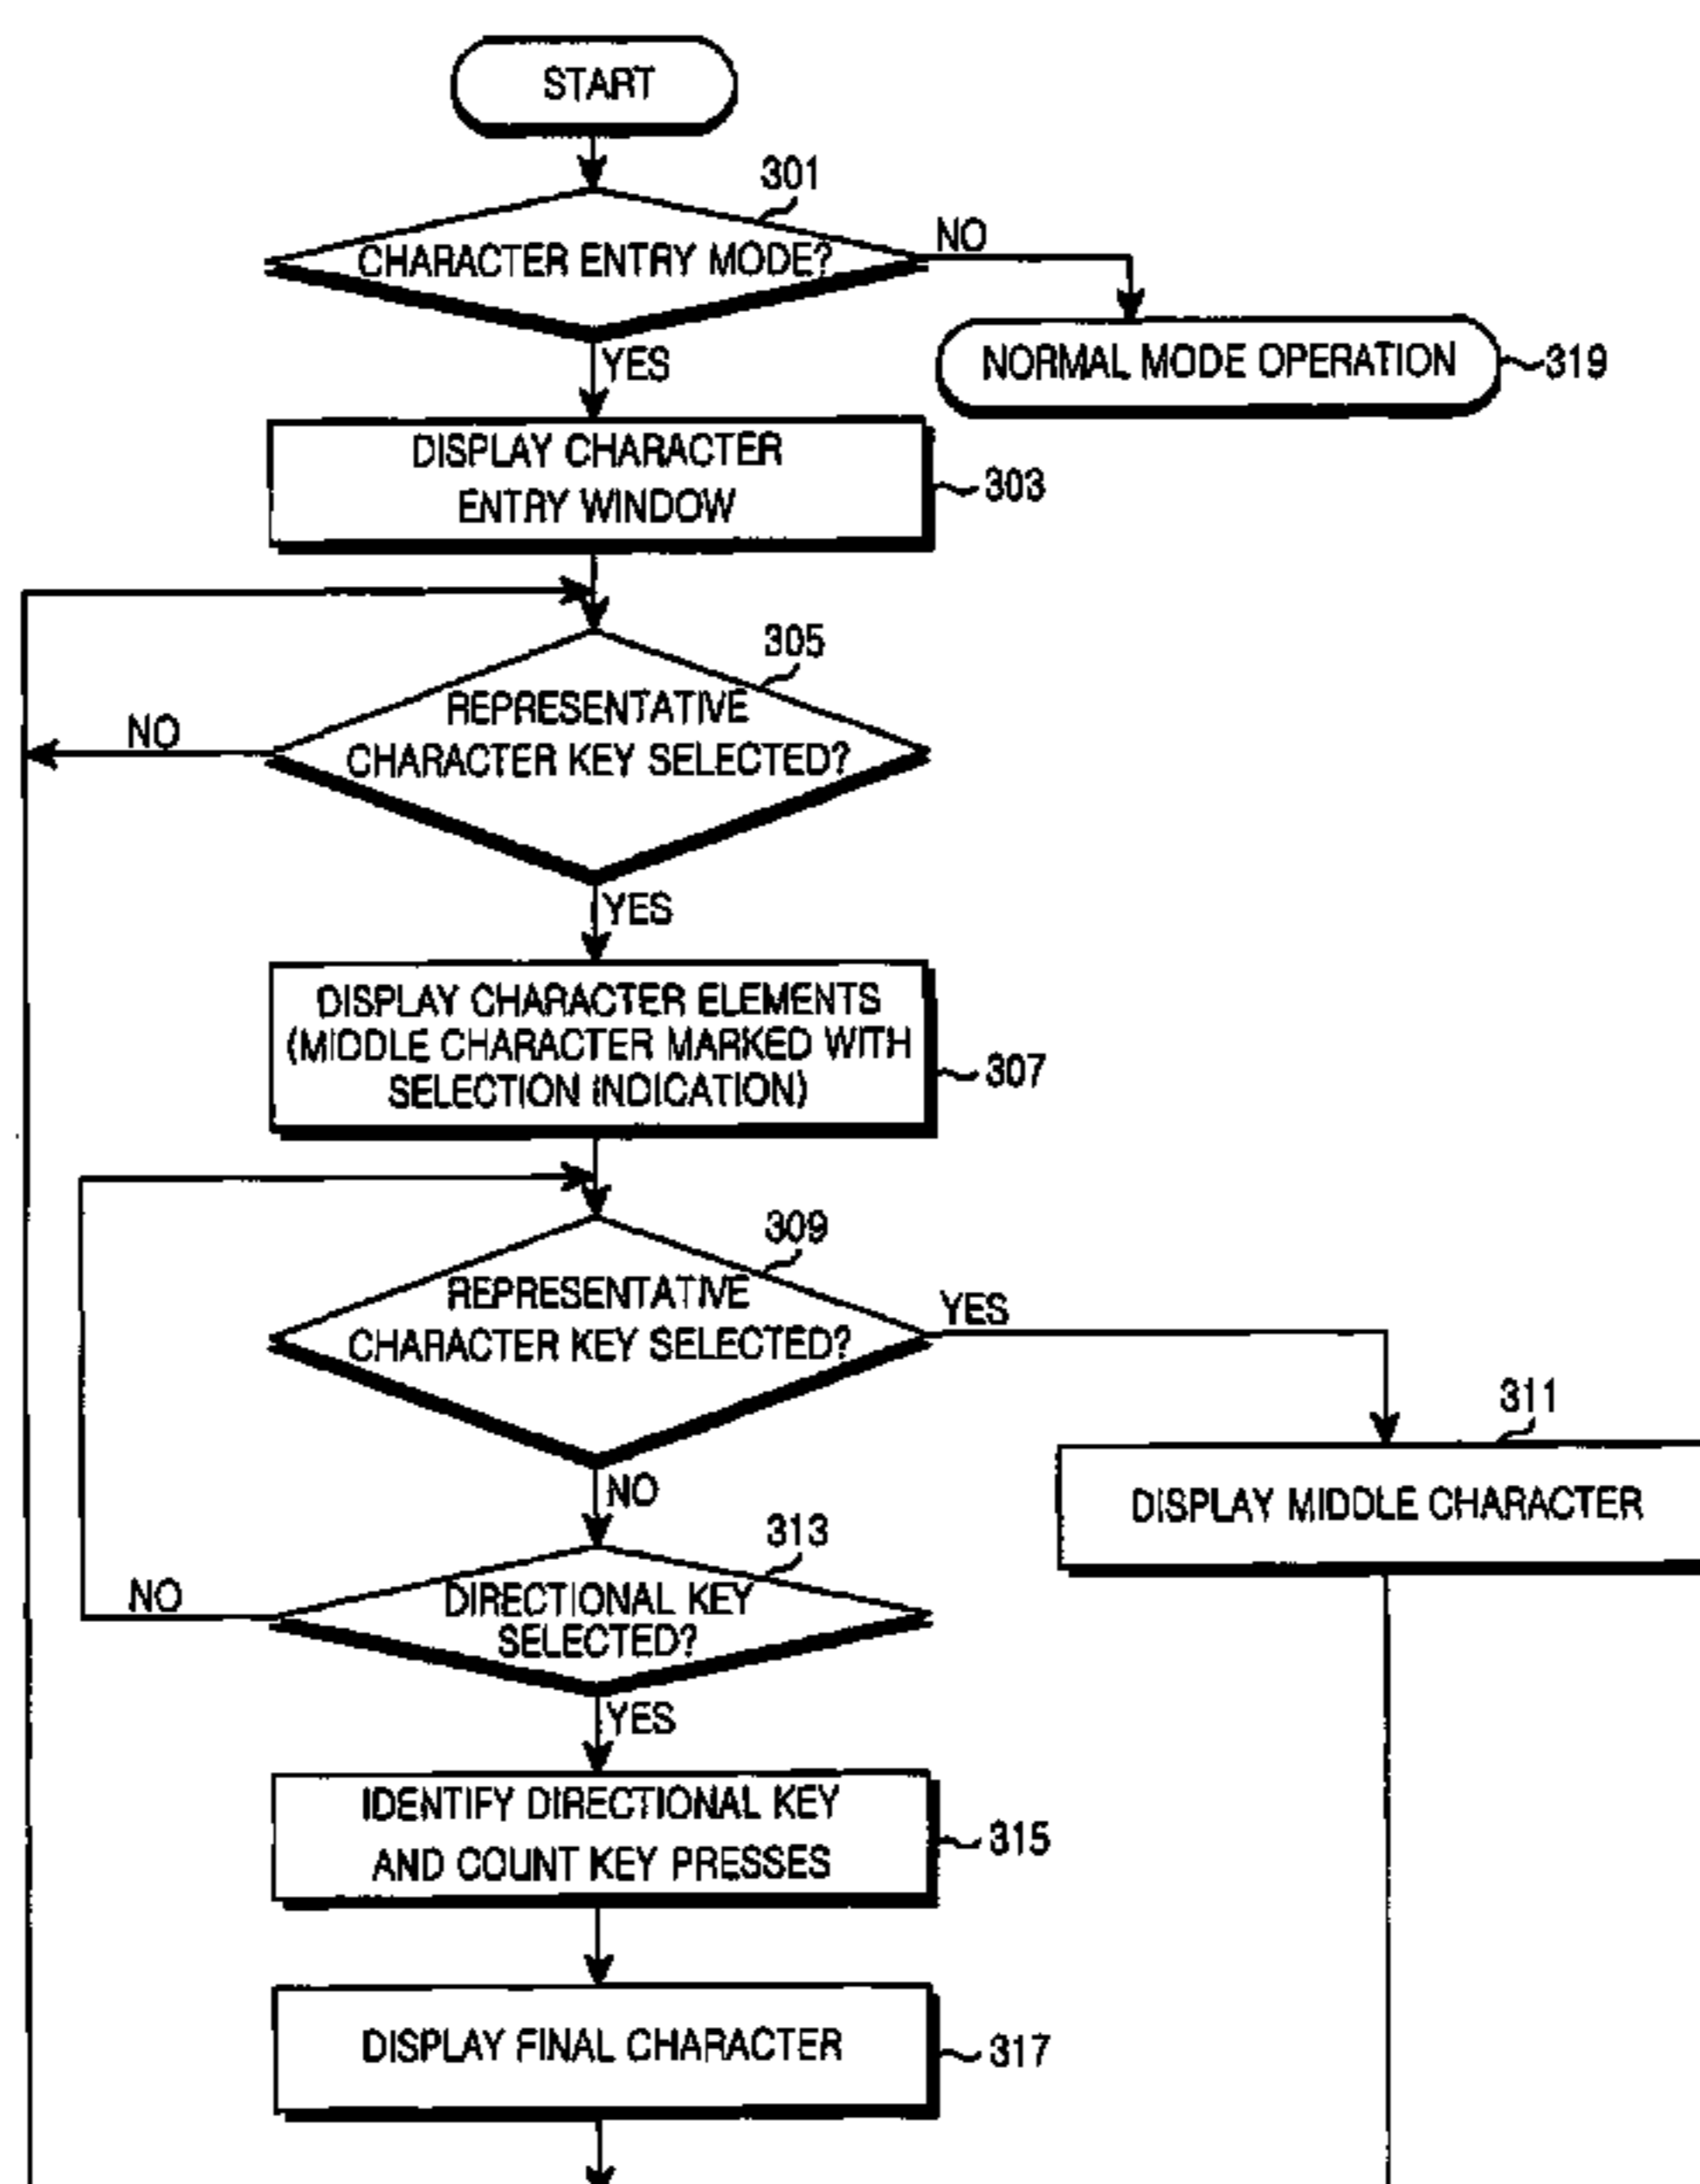 START
301
CHARACTER ENTRY MODE?
NO
YES
NORMAL MODE OPERATION
319
DISPLAY CHARACTER
ENTRY WINDOW
303
305
REPRESENTATIVE
CHARACTER KEY SELECTED?
NO
YES
DISPLAY CHARACTER ELEMENTS
(MIDDLE CHARACTER MARKED WITH
SELECTION INDICATION)
307
309
REPRESENTATIVE
CHARACTER KEY SELECTED?
YES
311
DISPLAY MIDDLE CHARACTER
NO
313
DIRECTIONAL KEY
SELECTED?
NO
YES
IDENTIFY DIRECTIONAL KEY
AND COUNT KEY PRESSES
315
DISPLAY FINAL CHARACTER
317